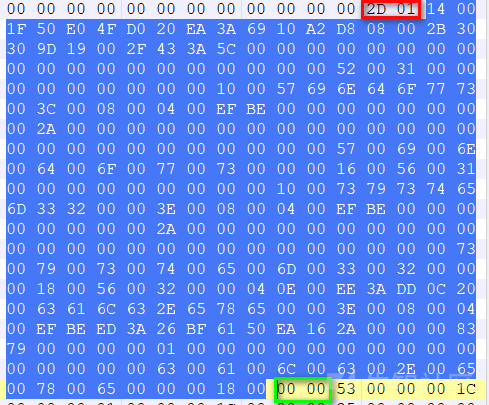 00 00 00 00 00 00 00 00 00 00 00 00 2D 01 14 00
1F 50 E0 4F D0 20 EA 3A 69 10 A2 D8 08 00 2B 30
30 9D 19 00 2F 43 3A 5C 00 00 00 00 00 00 00 00
00 00 00 00 00 00 00 00 00 00 00 52 00 31 00 00
00 00 00 00 00 00 00 10 00 57 69 6E 64 6F 77 73
00 3C 00 08 00 04 00 EF BE 00 00 00 00 00 00 00
00 2A 00 00 00 00 00 00 00 00 00 00 00 00 00 00
00 00 00 00 00 00 00 00 00 00 00 57 00 69 00 6E
00 64 00 6F 00 77 00 73 00 00 00 16 00 56 00 31
00 00 00 00 00 00 00 00 00 10 00 73 79 73 74 65
6D 33 32 00 00 3E 00 08 00 04 00 EF BE 00 00 00
00 00 00 00 00 2A 00 00 00 00 00 00 00 00 00 00
00 00 00 00 00 00 00 00 00 00 00 00 00 00 00 73
00 79 00 73 00 74 00 65 00 6D 00 33 00 32 00 00
00 18 00 56 00 32 00 00 04 0E 00 EE 3A DD 0C 20
00 63 61 6C 63 2E 65 78 65 00 00 3E 00 08 00 04
00 EF BE ED 3A 26 BF 61 50 EA 16 2A 00 00 00 83
79 00 00 00 00 01 00 00 00 00 00 00 00 00 00 00
00 00 00 00 00 63 00 61 00 6C 00 63 00 2E 00 65
00 78 00 65 00 00 00 18 00 00 00 53 00 00 00 1C